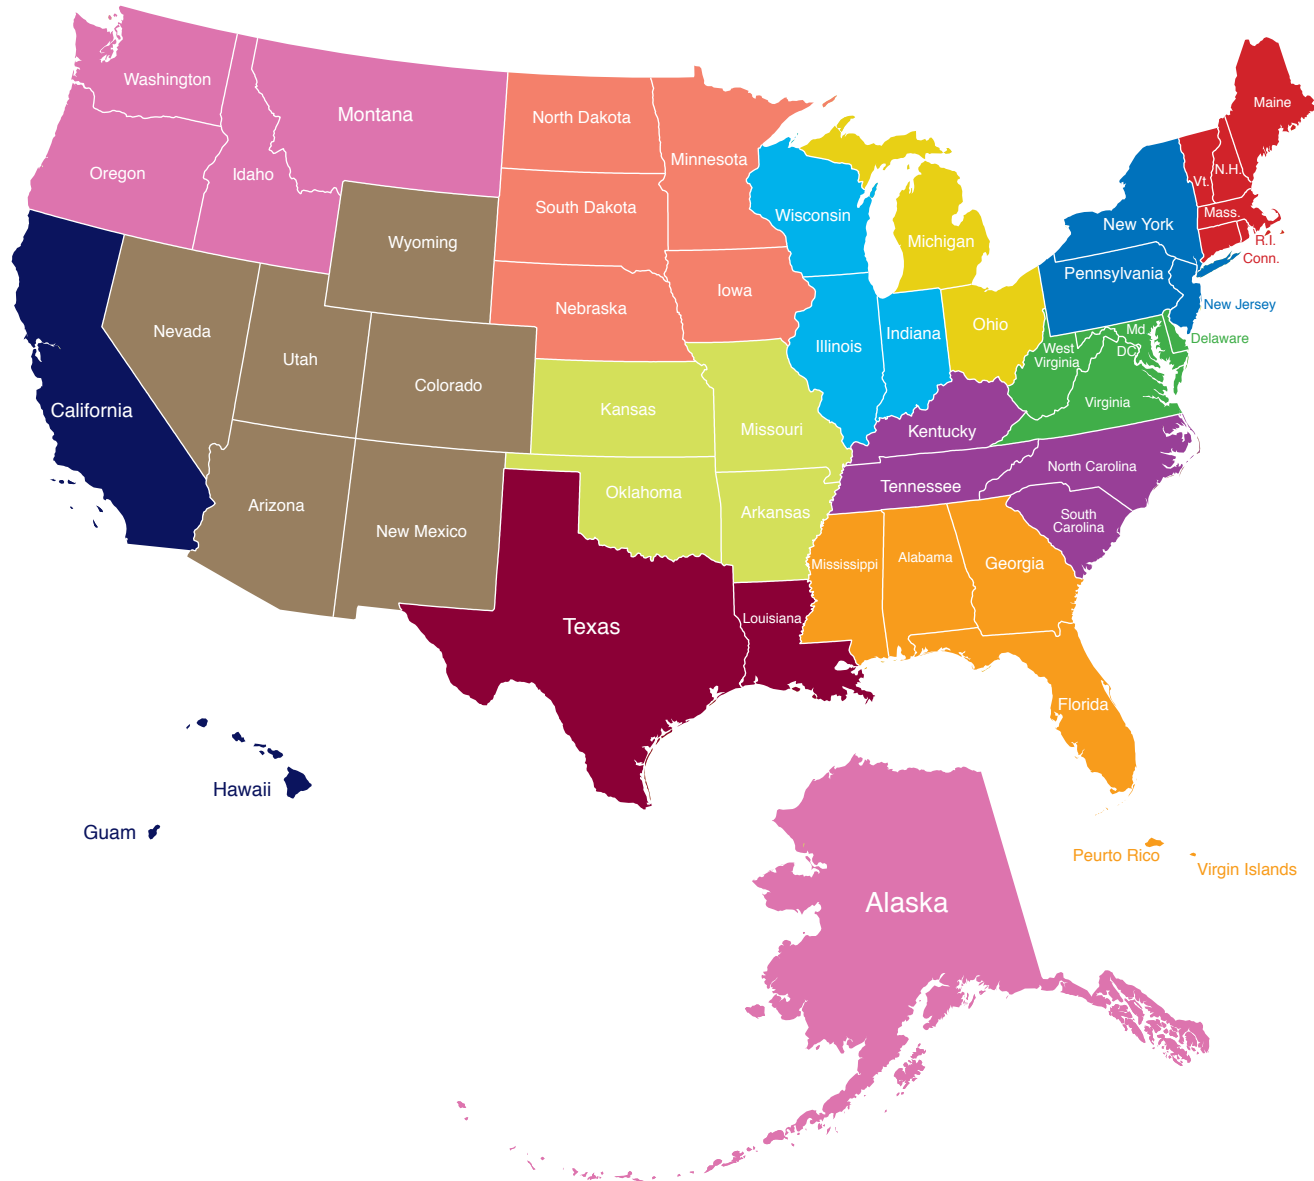 Washington
Montana
North Dakota
Minnesota
Maine
Oregon
Idaho
Vt.
N.H.
South Dakota
Wisconsin
Mass.
New York
Wyoming
Michigan
R.I.
Conn.
Pennsylvania
Iowa
Nebraska
New Jersey
Nevada
Ohio
Indiana
Illinois
Md
Delaware
Utah
West
Virginia
DC
Colorado
California
Kansas
Virginia
Missouri
Kentucky
North Carolina
Tennessee
Oklahoma
Arizona
Arkansas
South
Carolina
New Mexico
Mississippi
Alabama
Georgia
Louisiana
Texas
Florida
Hawaii
Guam
Peurto Rico
Virgin Islands
Alaska